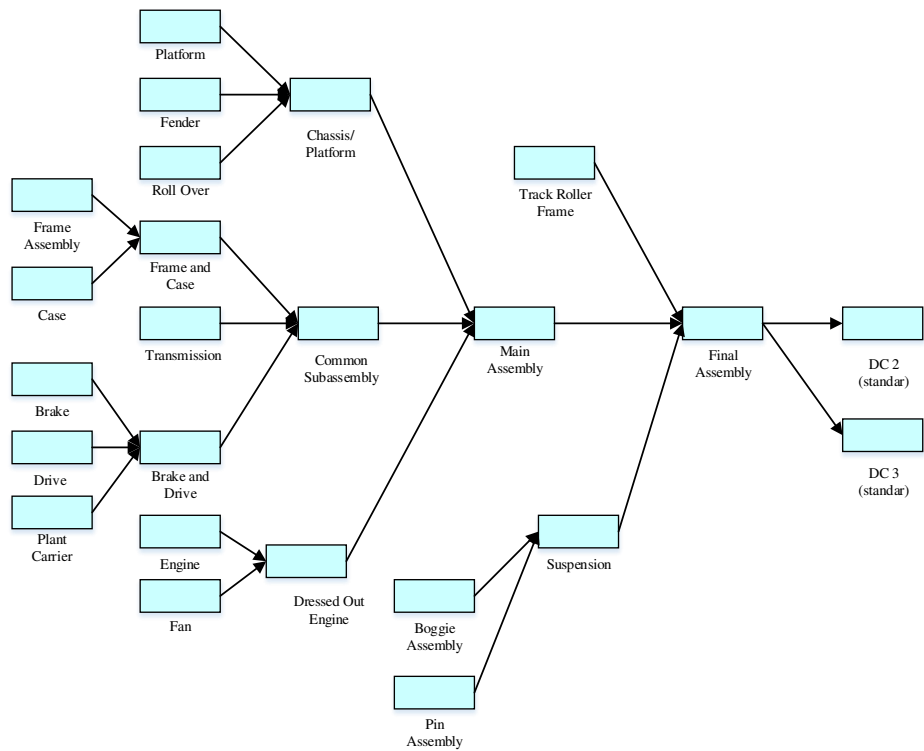 Platform
Fender
Chassis/
Platform
Roll Over
Track Roller
Frame
Frame
Assembly
Frame and
Case
Case
Transmission
Common
Subassembly
Main
Assembly
Final
Assembly
DC 2
(standar)
Brake
Drive
Brake and
Drive
DC 3
(standar)
Plant
Carrier
Engine
Suspension
Fan
Dressed Out
Engine
Boggie
Assembly
Pin
Assembly